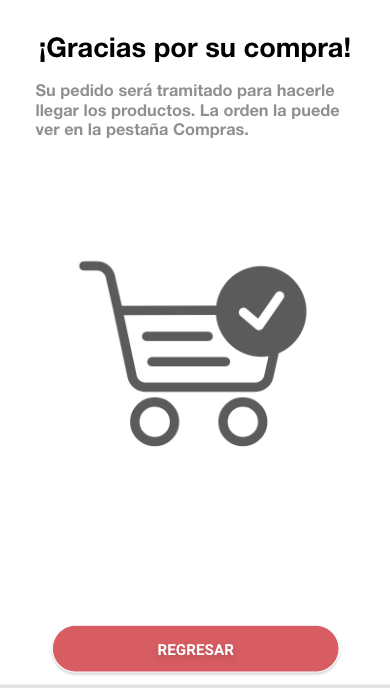 ¡Gracias por su compra!
Su pedido será tramitado para hacerle
llegar los productos. La orden la puede
ver en la pestaña Compras.
REGRESAR